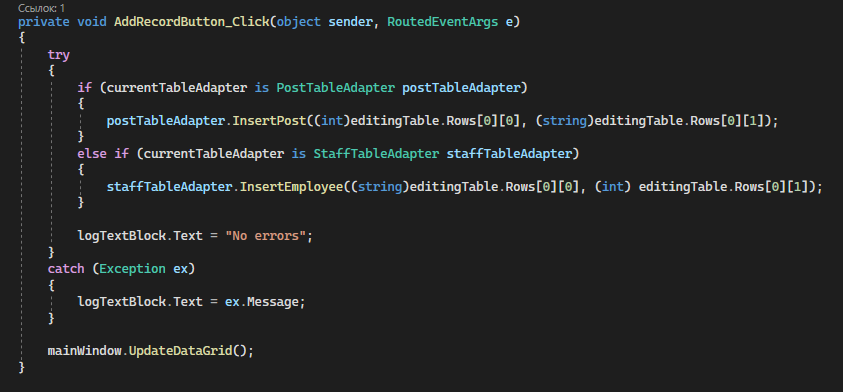 Ссылок: 1
private void AddRecordButton_Click(object sender, RoutedEventArgs e)
{
try
{
if (currentTableAdapter is PostTableAdapter postTableAdapter)
{
postTableAdapter.InsertPost((int)editingTable.Rows[0][0], (string)editingTable.Rows[0][1]);
}
else if (currentTableAdapter is StaffTableAdapter staffTableAdapter)
{
staffTableAdapter.InsertEmployee((string)editingTable.Rows[0][0], (int) editingTable.Rows[0][1]);
}
logTextBlock.Text = "No errors";
}
catch (Exception ex)
{
logTextBlock.Text = ex.Message;
}
mainWindow.UpdateDataGrid();
}